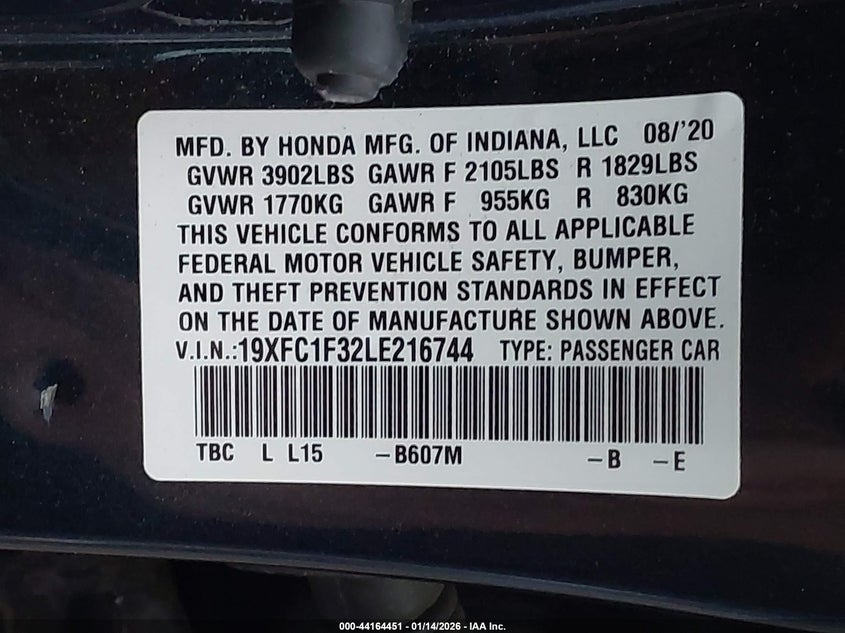 MFD. BY HONDA MFG. OF INDIANA, LLC 08/'20
GVWR 3902LBS GAWR F 2105LBS R 1829LBS
GVWR 1770KG GAWR F 955KG R 830KG
THIS VEHICLE CONFORMS TO ALL APPLICABLE
FEDERAL MOTOR VEHICLE SAFETY, BUMPER,
AND THEFT PREVENTION STANDARDS IN EFFECT
ON THE DATE OF MANUFACTURE SHOWN ABOVE.
V.I.N.:19XFC1F32LE216744 TYPE: PASSENGER CAR
TBC L L15 -B607M -B -E
000-44164451 - 01/14/2026 - IAA Inc.